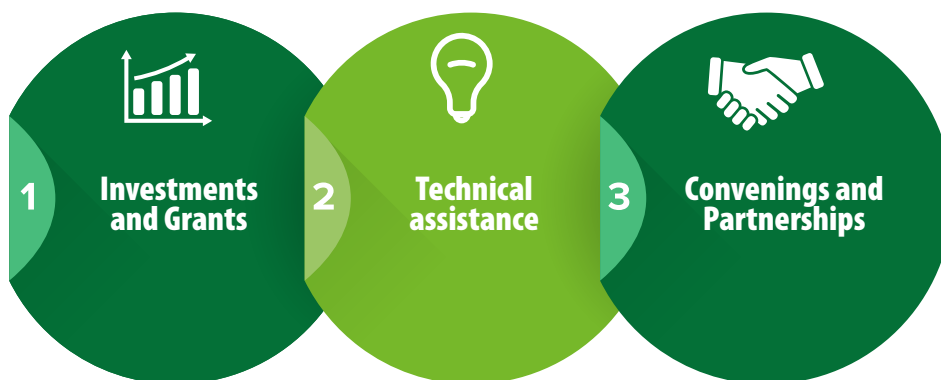 1
Investments
and Grants
2
Technical
assistance
3
Convenings and
Partnerships